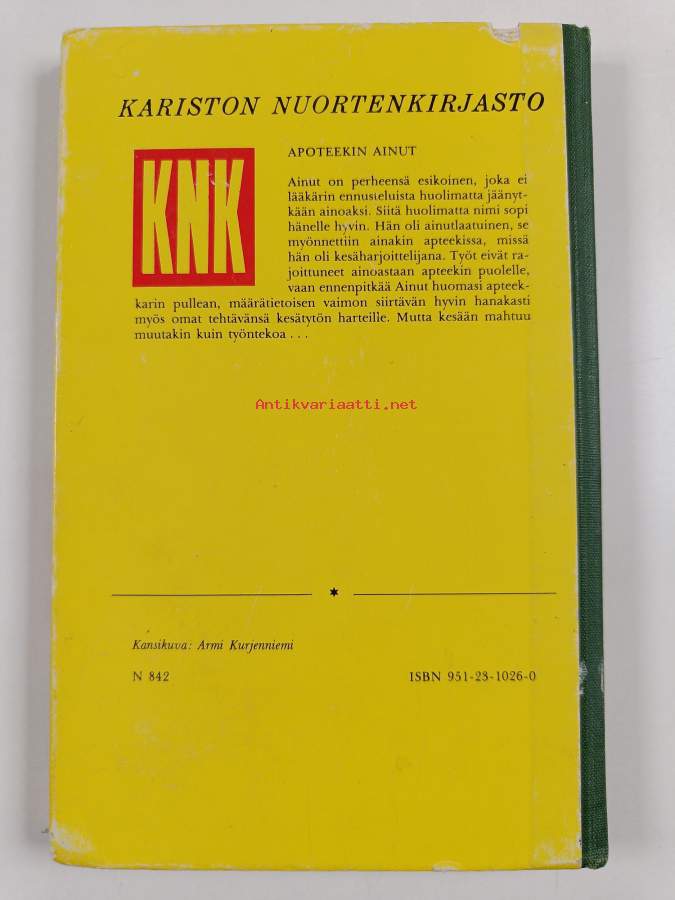 KARISTON NUORTENKIRJASTO
KNK
APOTEEKIN AINUT
Ainut on perheensä esikoinen, joka ei
lääkärin ennusteluista huolimatta jäänyt-
kään ainoaksi. Siitä huolimatta nimi sopi
hänelle hyvin. Hän oli ainutlaatuinen, se
myönnettiin ainakin apteekissa, missä
hän oli kesäharjoittelijana. Työt eivät ra-
joittuneet ainoastaan apteekin puolelle,
vaan ennenpitkää Ainut huomasi apteek-
karin pullean, määrätietoisen vaimon siirtävän hyvin hanakasti
myös omat tehtävänsä kesätytön harteille. Mutta kesään mahtuu
muutakin kuin työntekoa . . .
Antikvariaatti.net
Kansikuva: Armi Kurjenniemi
N 842
ISBN 951-23-1026-0